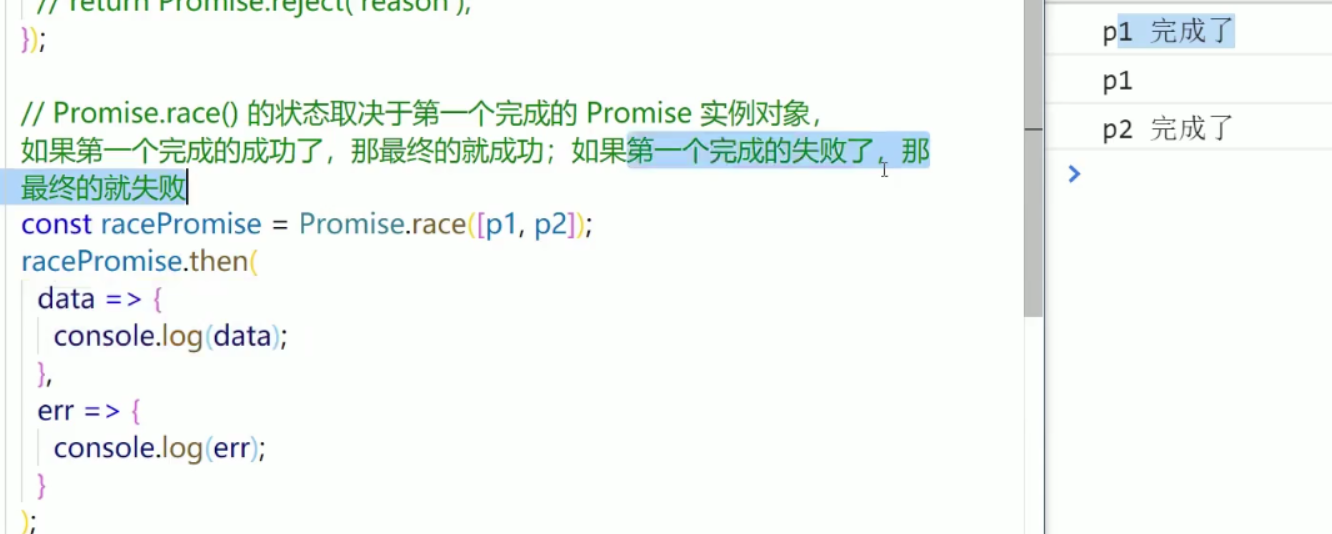 // return Promise.reject('reason');
});
// Promise.race() 的状态取决于第一个完成的 Promise 实例对象，
如果第一个完成的成功了，那最终的就成功；如果第一个完成的失败了，那
最终的就失败
const racePromise = Promise.race([p1, p2]);
racePromise.then(
data => {
console.log(data);
},
err => {
console.log(err);
}
);
p1 完成了
p1
p2 完成了
>